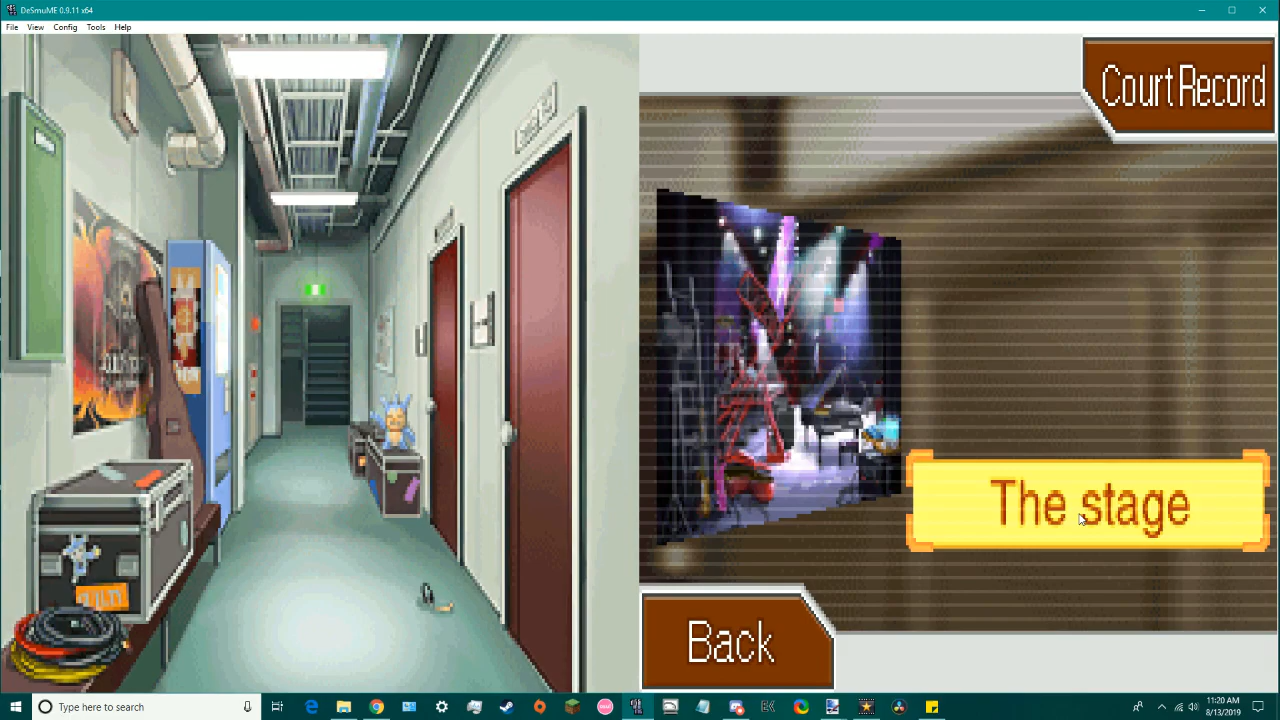 DeSmuME 0.9.11 x64
File View Config Tools Help
Court Record
The stage
Back
Type here to search
11:20 AM
8/13/2019